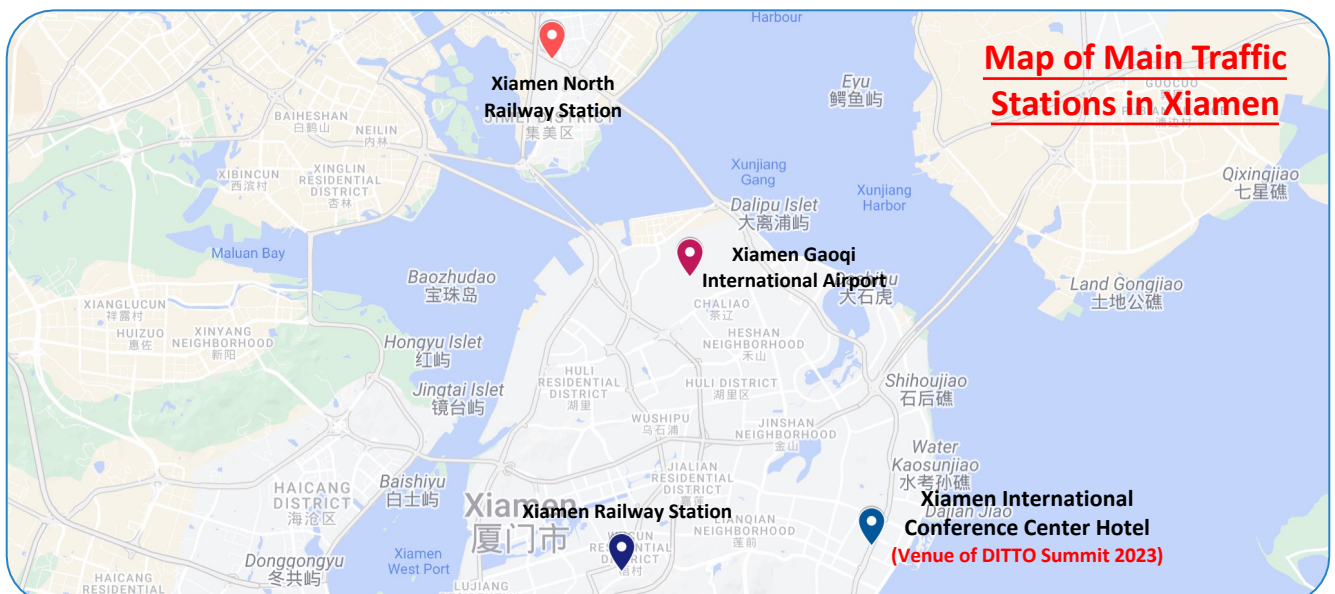 Harbour
Map of Main Traffic
Stations in Xiamen
Xiamen North
Railway Station
Eyu
鳄鱼屿
GUOCUO
BAIHESHAN
白鹤山
NEILIN
内林
JIMEI DISTRICT
集美区
XIBINCUN
西滨村
XINGLIN
RESIDENTIAL
DISTRICT
杏林
Xunjiang
Gang
Xunjiang
Harbor
Qixingjiao
七星礁
Dalipu Islet
大离浦屿
Maluan Bay
Xiamen Gaoqi
International Airport
Baozhudao
宝珠岛
大石虎
Land Gongjiao
土地公礁
XIANGLUCUN
祥露村
CHALIAO
茶辽
HUIZUO
惠佐
XINYANG
NEIGHBORHOOD
新阳
Hongyu Islet
红屿
HESHAN
NEIGHBORHOOD
禾山
HULI
RESIDENTIAL
DISTRICT
湖里
HULI DISTRICT
湖里区
Shihoujiao
石后礁
Jingtai Islet
镜台屿
WUSHIPU
乌石浦
JINSHAN
NEIGHBORHOOD
金山
Water
Kaosunjiao
水考孙礁
JIALIAN
RESIDENTIAL
DISTRICT
Baishiyu
白士屿
HAICANG
DISTRICT
海沧区
Xiamen
厦门市
Xiamen Railway Station
Xiamen International
Conference Center Hotel
(Venue of DITTO Summit 2023)
Dajian Jiao
LIANQIAN
NEIGHBORHOOD
莲前
DISTRICT
Xiamen
West Port
Donggongyu
冬共屿
HAICANG
RESIDENTIAL
LUJIANG